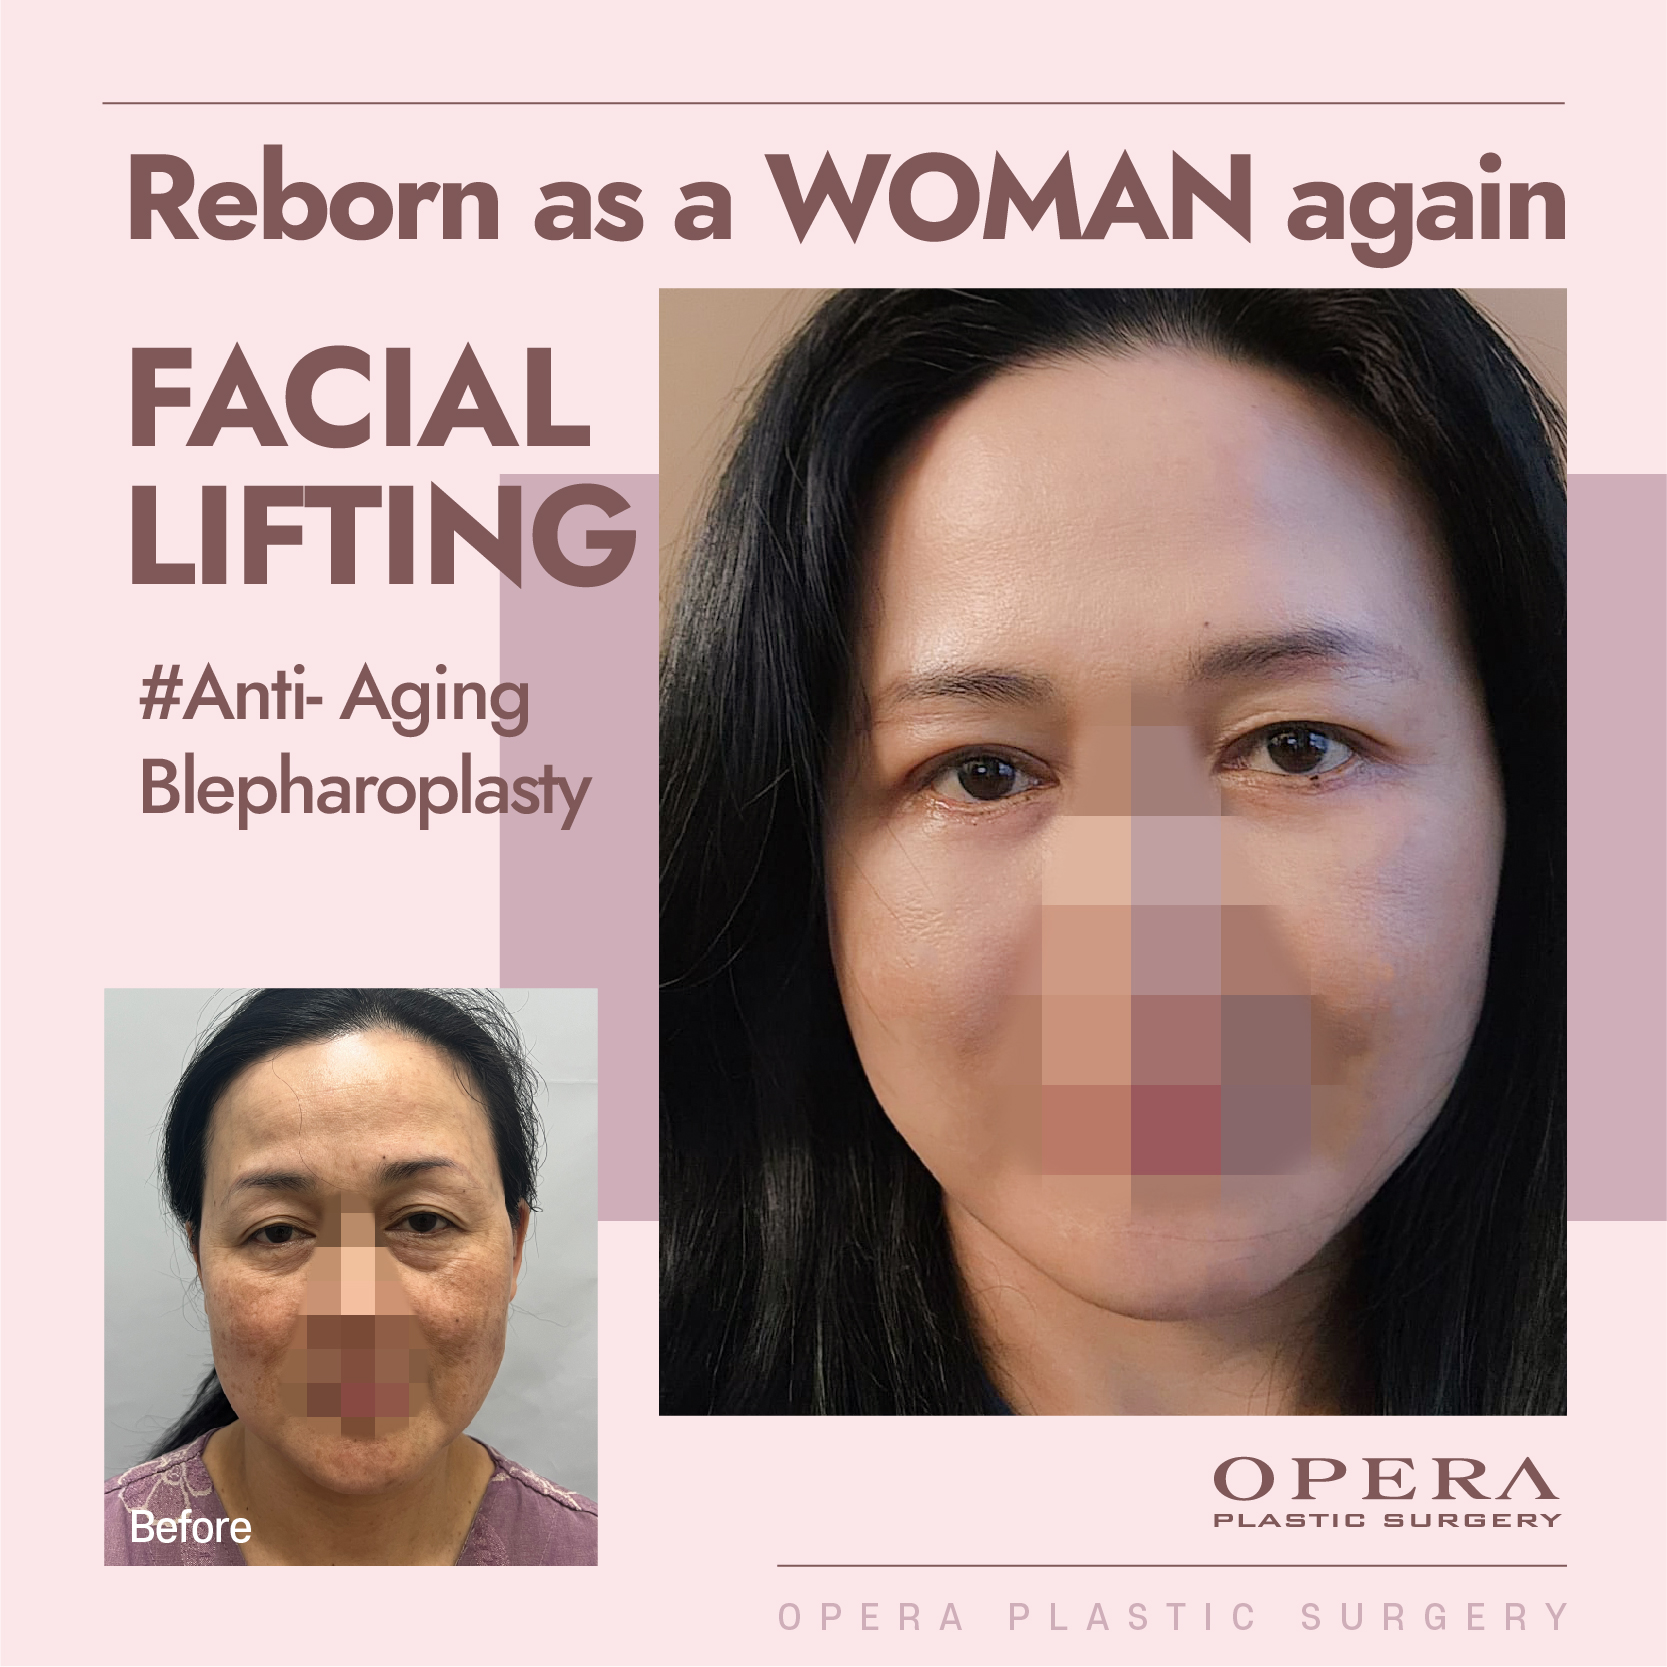 Reborn as a WOMAN again
FACIAL
LIFTING
#Anti- Aging
Blepharoplasty
Before
OPERA
PLASTIC SURGERY
OPERA PLASTIC SURGERY